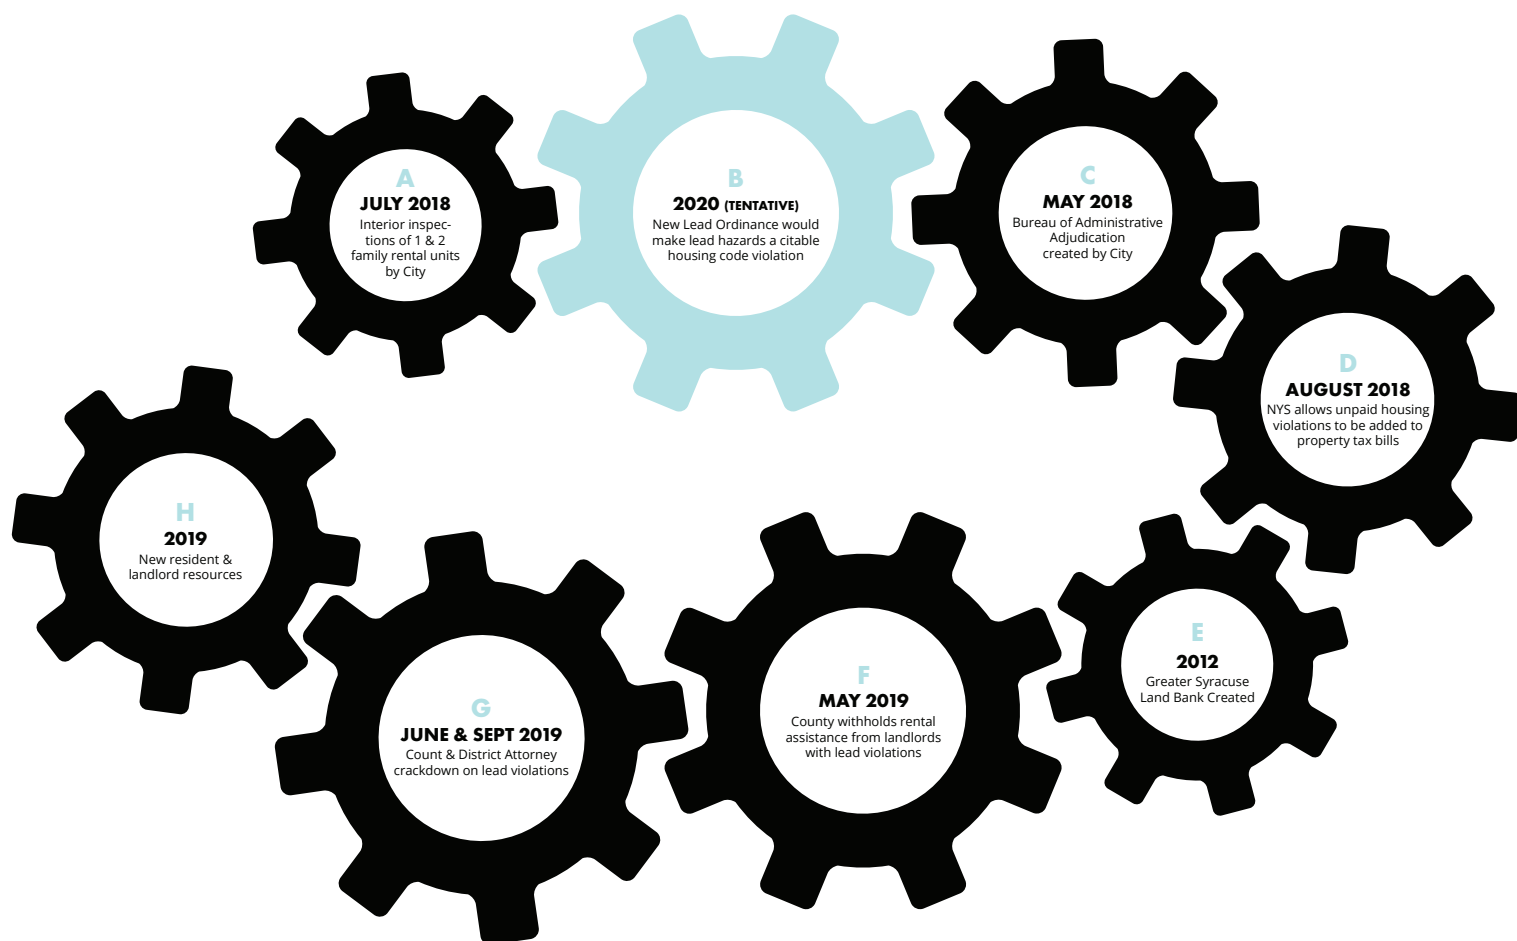 A
JULY 2018
Interior inspec-
tions of 1 & 2
family rental units
by City
B
2020 (TENTATIVE)
New Lead Ordinance would
make lead hazards a citable
housing code violation
C
MAY 2018
Bureau of Administrative
Adjudication
created by City
D
AUGUST 2018
NYS allows unpaid housing
violations to be added to
property tax bills
E
2012
Greater Syracuse
Land Bank Created
F
MAY 2019
County withholds rental
assistance from landlords
with lead violations
G
JUNE & SEPT 2019
Count & District Attorney
crackdown on lead violations
H
2019
New resident &
landlord resources